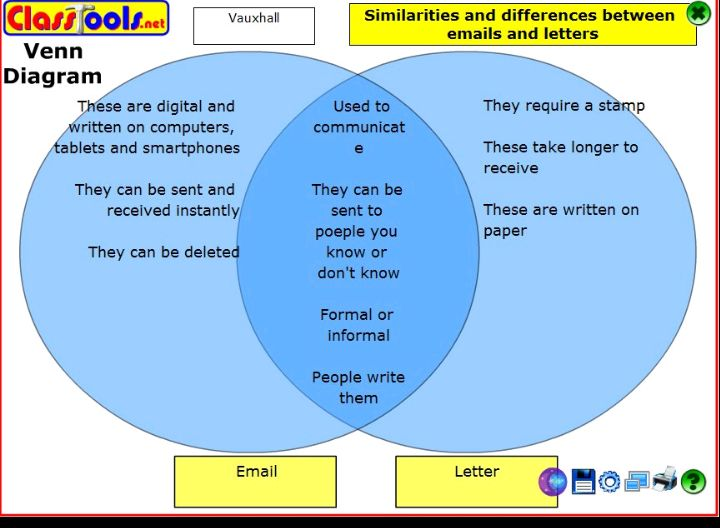 ClassTools.net
Vauxhall
Similarities and differences between
emails and letters
Venn
Diagram
These are digital and
written on computers,
tablets and smartphones
They can be sent and
received instantly
They can be deleted
Used to
communicat
e
They can be
sent to
poeple you
know or
don't know
Formal or
informal
People write
them
They require a stamp
These take longer to
receive
These are written on
paper
Email
Letter
?